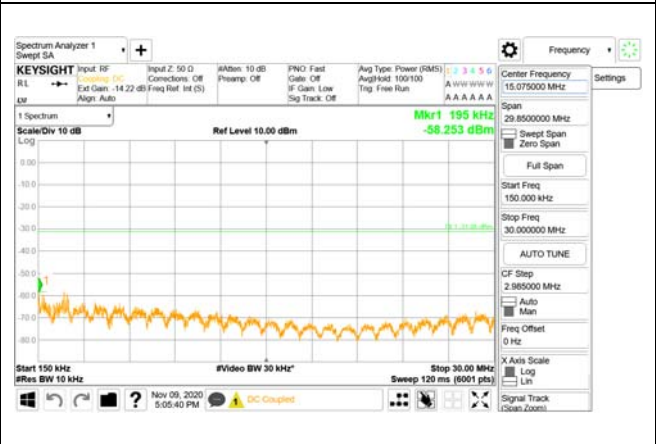 Spectrum Analyzer 1
Swept SA
Frequency
KEYSIGHT
RL
Input: RF
Coupling: DC
Ext Gain: -14.22 dB
Align: Auto
Input Z: 50 Ω
Corrections: Off
Freq Ref: Int (S)
#Atten: 10 dB
Preamp: Off
PNO: Fast
Gate: Off
IF Gain: Low
Sig Track: Off
Avg Type: Power (RMS)
Avg|Hold: 100/100
Trig: Free Run
1 2 3 4 5 6
A W W W W W
A A A A A A
Settings
1 Spectrum
Scale/Div 10 dB
Log
Ref Level 10.00 dBm
Mkr1 195 kHz
-58.253 dBm
0.00
-10.0
-20.0
-30.0
-40.0
-50.0
-60.0
-70.0
-80.0
1
Start 150 kHz
#Res BW 10 kHz
#Video BW 30 kHz*
Stop 30.00 MHz
Sweep 120 ms (6001 pts)
Center Frequency
15.075000 MHz
Span
29.8500000 MHz
Swept Span
Zero Span
Full Span
Start Freq
150.000 kHz
Stop Freq
30.000000 MHz
AUTO TUNE
CF Step
2.985000 MHz
Auto
Man
Freq Offset
0 Hz
X Axis Scale
Log
Lin
Signal Track
(Span Zoom)
?
Nov 09, 2020
5:05:40 PM
1
DC Coupled